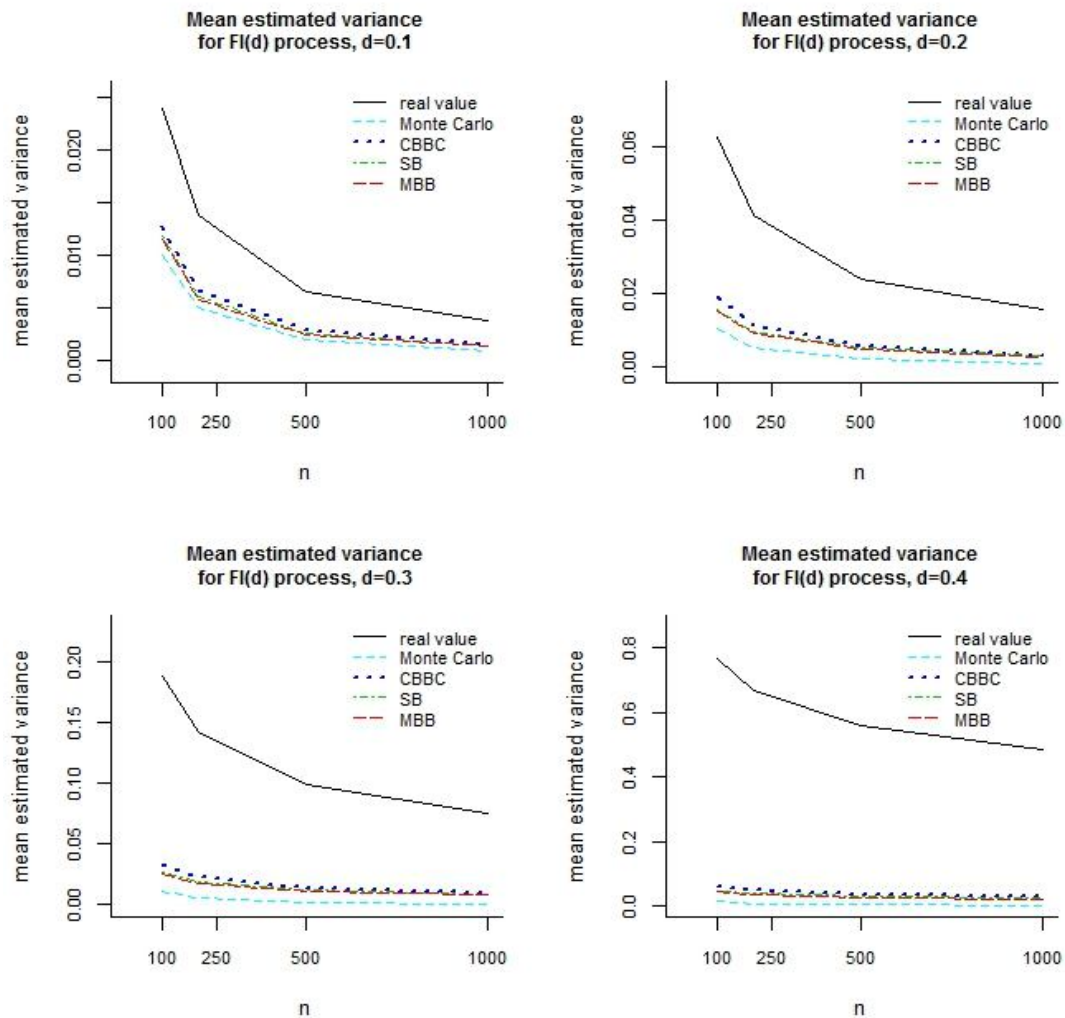 Mean estimated variance
for FI(d) process, d=0.1
mean estimated variance
0.020
0.010
0.000
real value
Monte Carlo
CBBC
SB
MBB
100
250
500
1000
n
Mean estimated variance
for FI(d) process, d=0.2
mean estimated variance
0.06
0.04
0.02
0.00
real value
Monte Carlo
CBBC
SB
MBB
100
250
500
1000
n
Mean estimated variance
for FI(d) process, d=0.3
mean estimated variance
0.20
0.15
0.10
0.05
0.00
real value
Monte Carlo
CBBC
SB
MBB
100
250
500
1000
n
Mean estimated variance
for FI(d) process, d=0.4
mean estimated variance
0.8
0.6
0.4
0.2
0.0
real value
Monte Carlo
CBBC
SB
MBB
100
250
500
1000
n